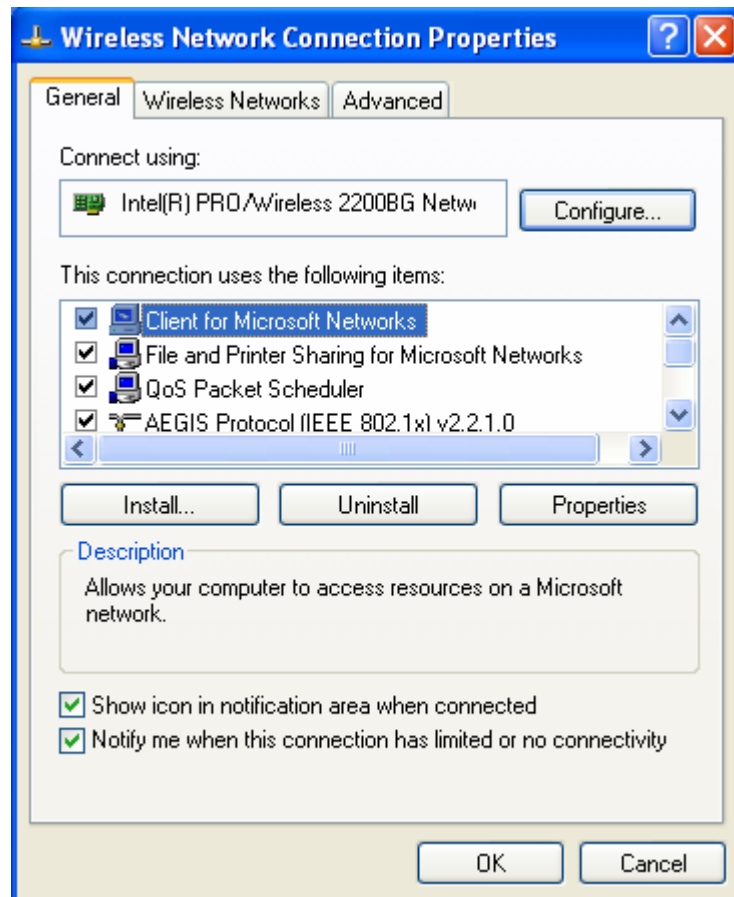 Wireless Network Connection Properties
General Wireless Networks Advanced
Connect using:
Intel(R) PRO/Wireless 2200BG Netw
Configure...
This connection uses the following items:
Client for Microsoft Networks
File and Printer Sharing for Microsoft Networks
QoS Packet Scheduler
AEGIS Protocol (IEEE 802.1x) v2.2.1.0
Install... Uninstall Properties
Description
Allows your computer to access resources on a Microsoft
network.
Show icon in notification area when connected
Notify me when this connection has limited or no connectivity
OK Cancel